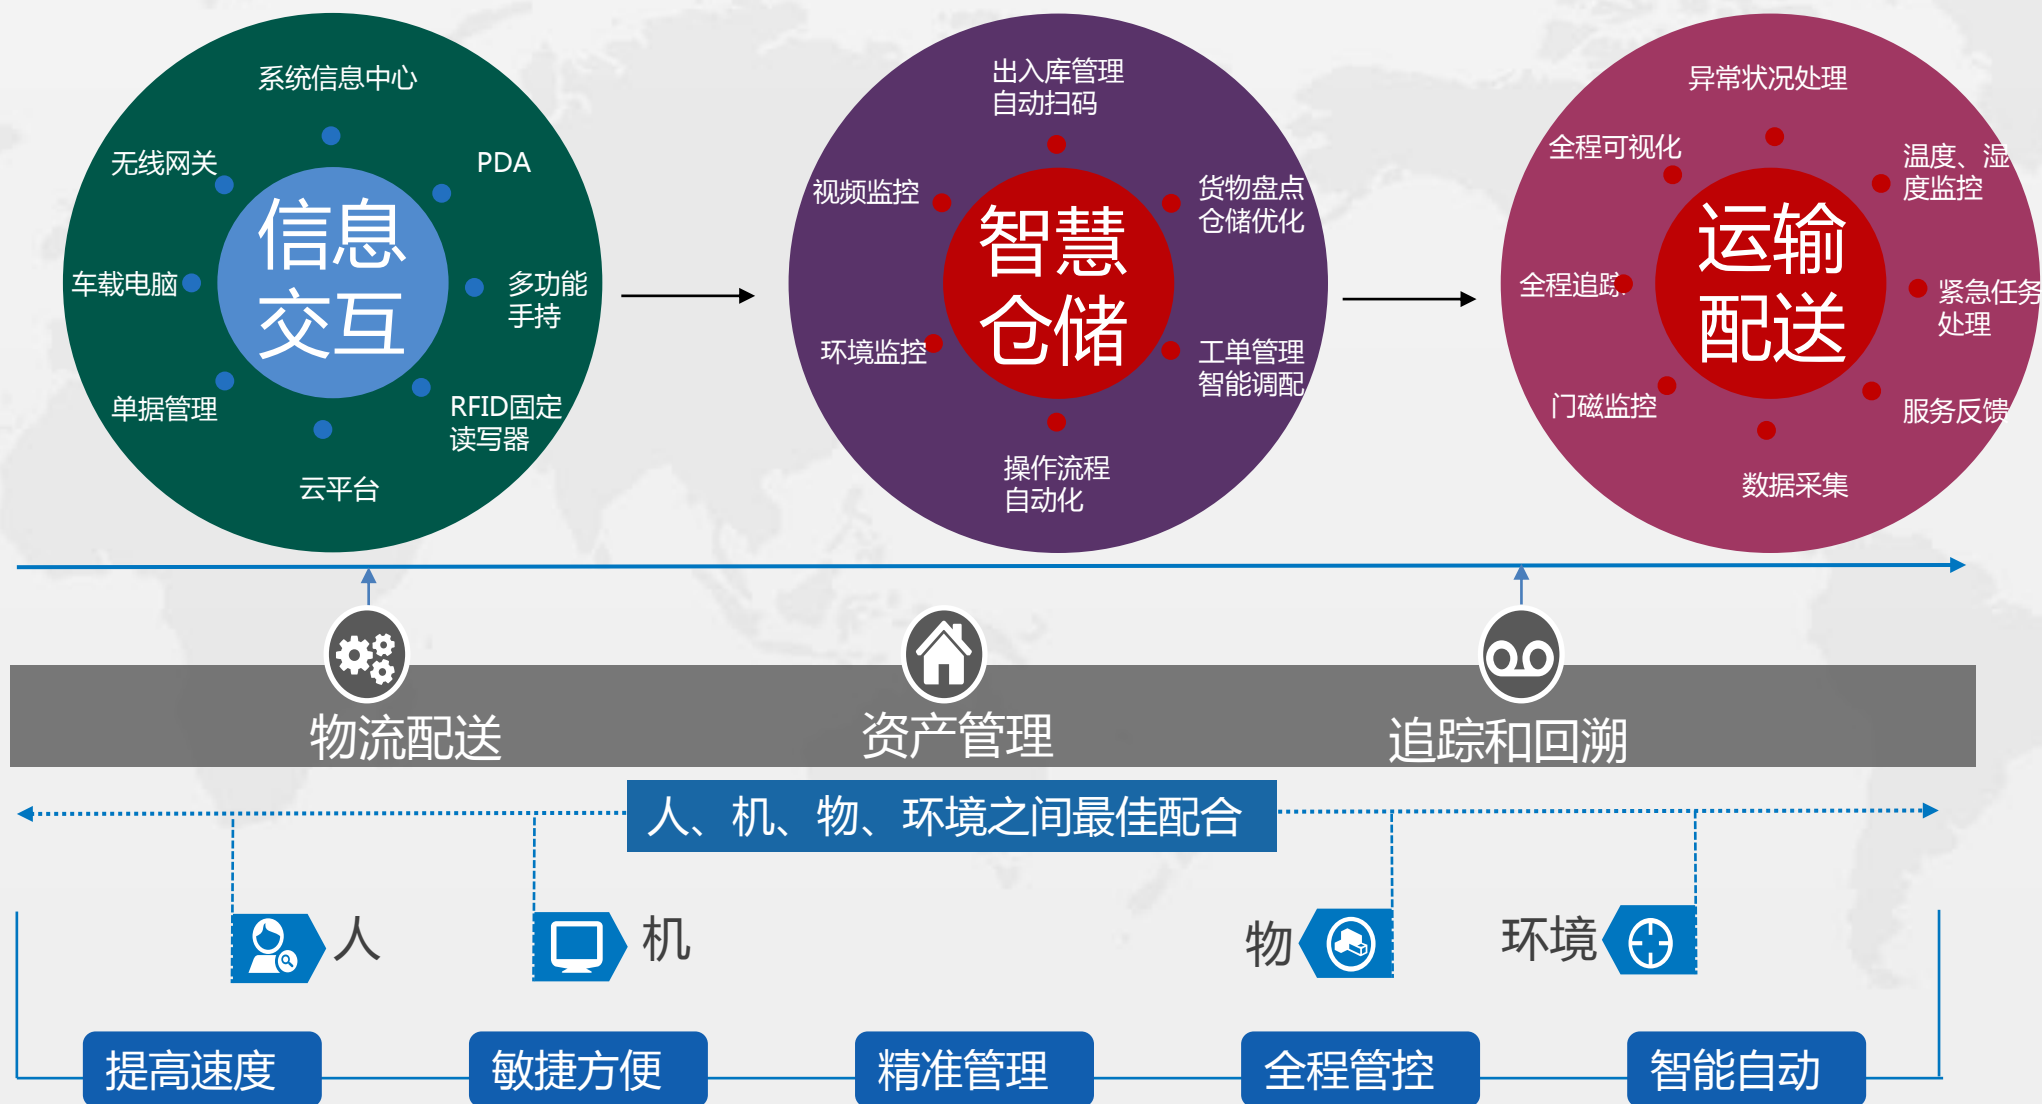 系统信息中心
无线网关
PDA
信息
交互
车载电脑
多功能
手持
单据管理
RFID固定
读写器
云平台
出入库管理
自动扫码
视频监控
货物盘点
仓储优化
智慧
仓储
环境监控
工单管理
智能调配
操作流程
自动化
异常状况处理
全程可视化
温度、湿
度监控
运输
配送
全程追踪
紧急任务
处理
门磁监控
服务反馈
数据采集
物流配送
资产管理
追踪和回溯
人、机、物、环境之间最佳配合
人
机
物
环境
提高速度
敏捷方便
精准管理
全程管控
智能自动